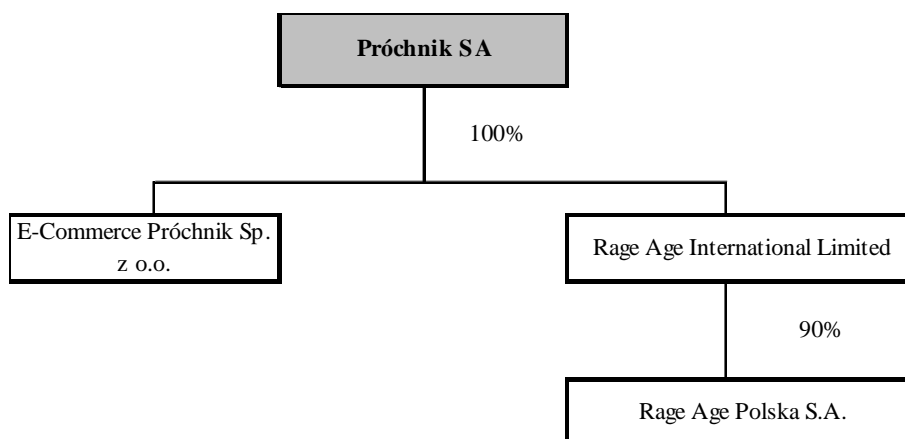 Próchnik SA
100%
E-Commerce Próchnik Sp.
z o.o.
Rage Age International Limited
90%
Rage Age Polska S.A.